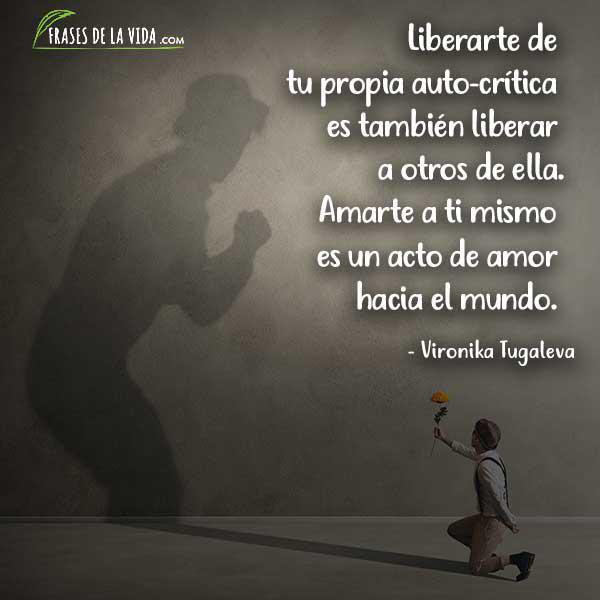 FRASES DE LA VIDA.COM
Liberarte de
tu propia auto-crítica
es también liberar
a otros de ella.
Amarte a ti mismo
es un acto de amor
hacia el mundo.
- Vironika Tugaleva